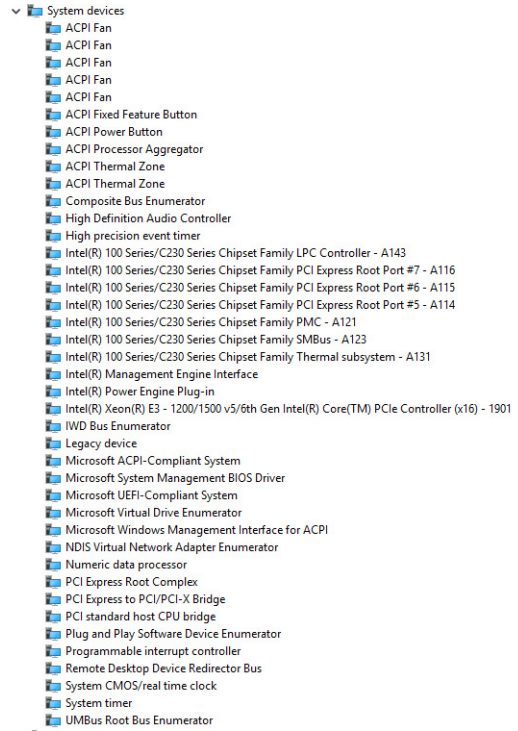 System devices
ACPI Fan
ACPI Fan
ACPI Fan
ACPI Fan
ACPI Fan
ACPI Fixed Feature Button
ACPI Power Button
ACPI Processor Aggregator
ACPI Thermal Zone
ACPI Thermal Zone
Composite Bus Enumerator
High Definition Audio Controller
High precision event timer
Intel(R) 100 Series/C230 Series Chipset Family LPC Controller - A143
Intel(R) 100 Series/C230 Series Chipset Family PCI Express Root Port #7 - A116
Intel(R) 100 Series/C230 Series Chipset Family PCI Express Root Port #6 - A115
Intel(R) 100 Series/C230 Series Chipset Family PCI Express Root Port #5 - A114
Intel(R) 100 Series/C230 Series Chipset Family PMC - A121
Intel(R) 100 Series/C230 Series Chipset Family SMBus - A123
Intel(R) 100 Series/C230 Series Chipset Family Thermal subsystem - A131
Intel(R) Management Engine Interface
Intel(R) Power Engine Plug-in
Intel(R) Xeon(R) E3 - 1200/1500 v5/6th Gen Intel(R) Core(TM) PCIe Controller (x16) - 1901
IWD Bus Enumerator
Legacy device
Microsoft ACPI-Compliant System
Microsoft System Management BIOS Driver
Microsoft UEFI-Compliant System
Microsoft Virtual Drive Enumerator
Microsoft Windows Management Interface for ACPI
NDIS Virtual Network Adapter Enumerator
Numeric data processor
PCI Express Root Complex
PCI Express to PCI/PCI-X Bridge
PCI standard host CPU bridge
Plug and Play Software Device Enumerator
Programmable interrupt controller
Remote Desktop Device Redirector Bus
System CMOS/real time clock
System timer
UMBus Root Bus Enumerator